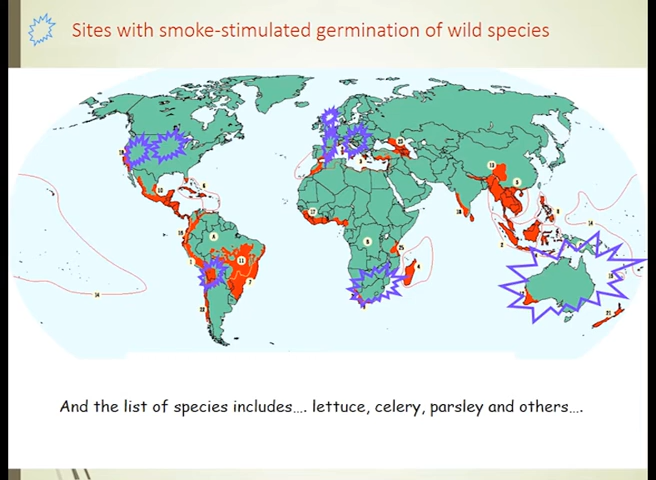 Sites with smoke-stimulated germination of wild species
And the list of species includes.... lettuce, celery, parsley and others....